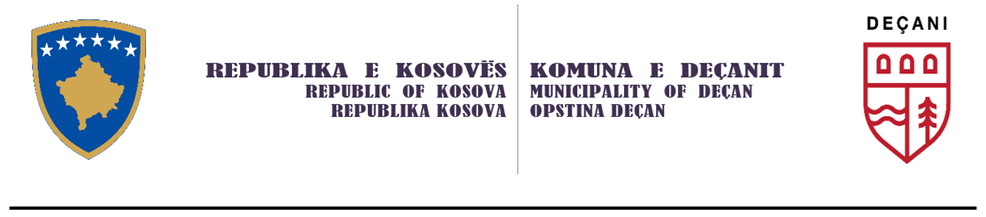 DEÇANI
REPUBLIKA E KOSOVËS
REPUBLIC OF KOSOVA
REPUBLIKA KOSOVA
KOMUNA E DEÇANIT
MUNICIPALITY OF DEÇAN
OPSTINA DEÇAN